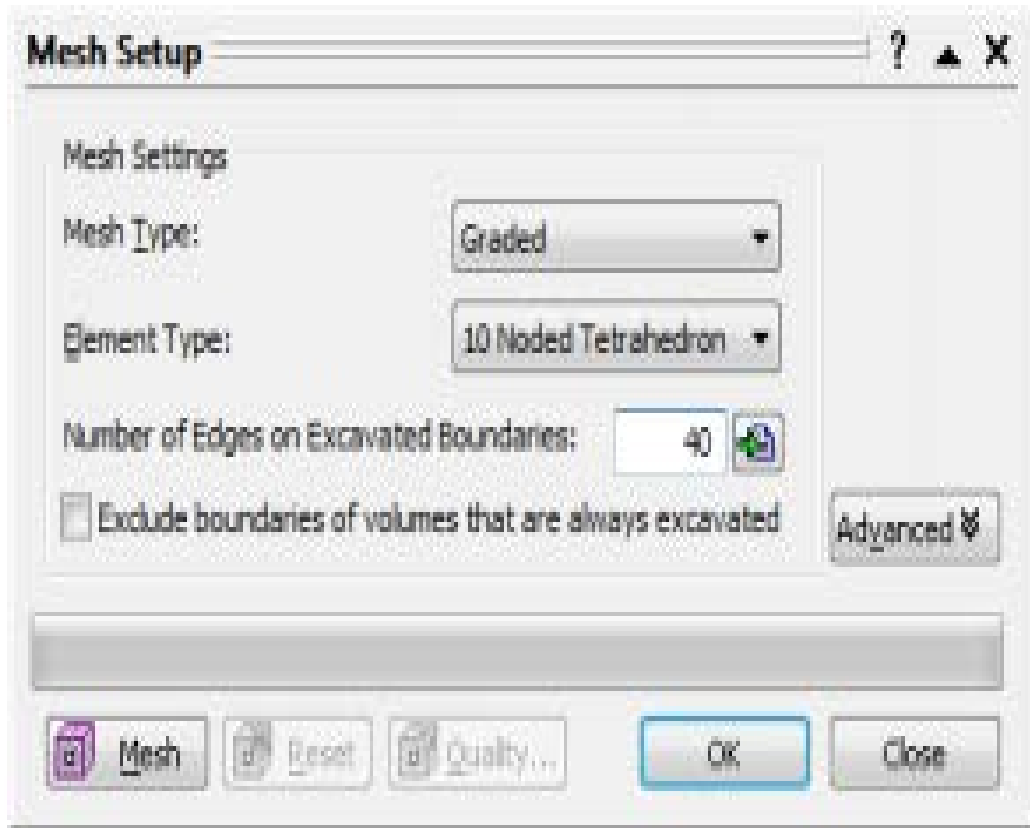 Mesh Setup ? X
Mesh Settings
Mesh Type: Graded
Element Type: 10 Noded Tetrahedron
Number of Edges on Excavated Boundaries: 40
Exclude boundaries of volumes that are always excavated
Advanced
Mesh Reset Quality... OK Close